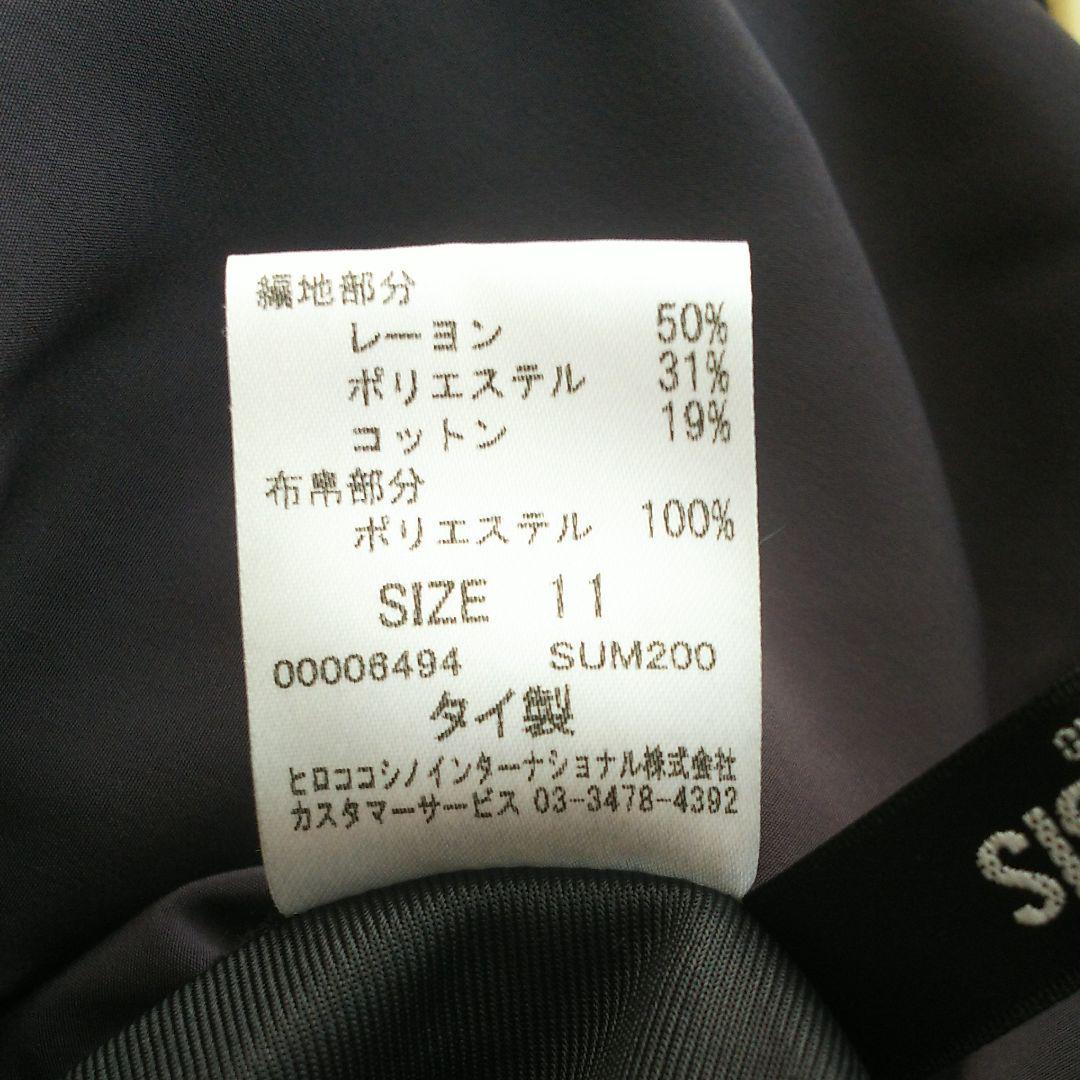 編地部分
レーヨン 50%
ポリエステル 31%
コットン 19%
布帛部分
ポリエステル 100%
SIZE 11
00006494 SUM200
タイ製
ヒロココシノインターナショナル株式会社
カスタマーサービス 03-3478-4392